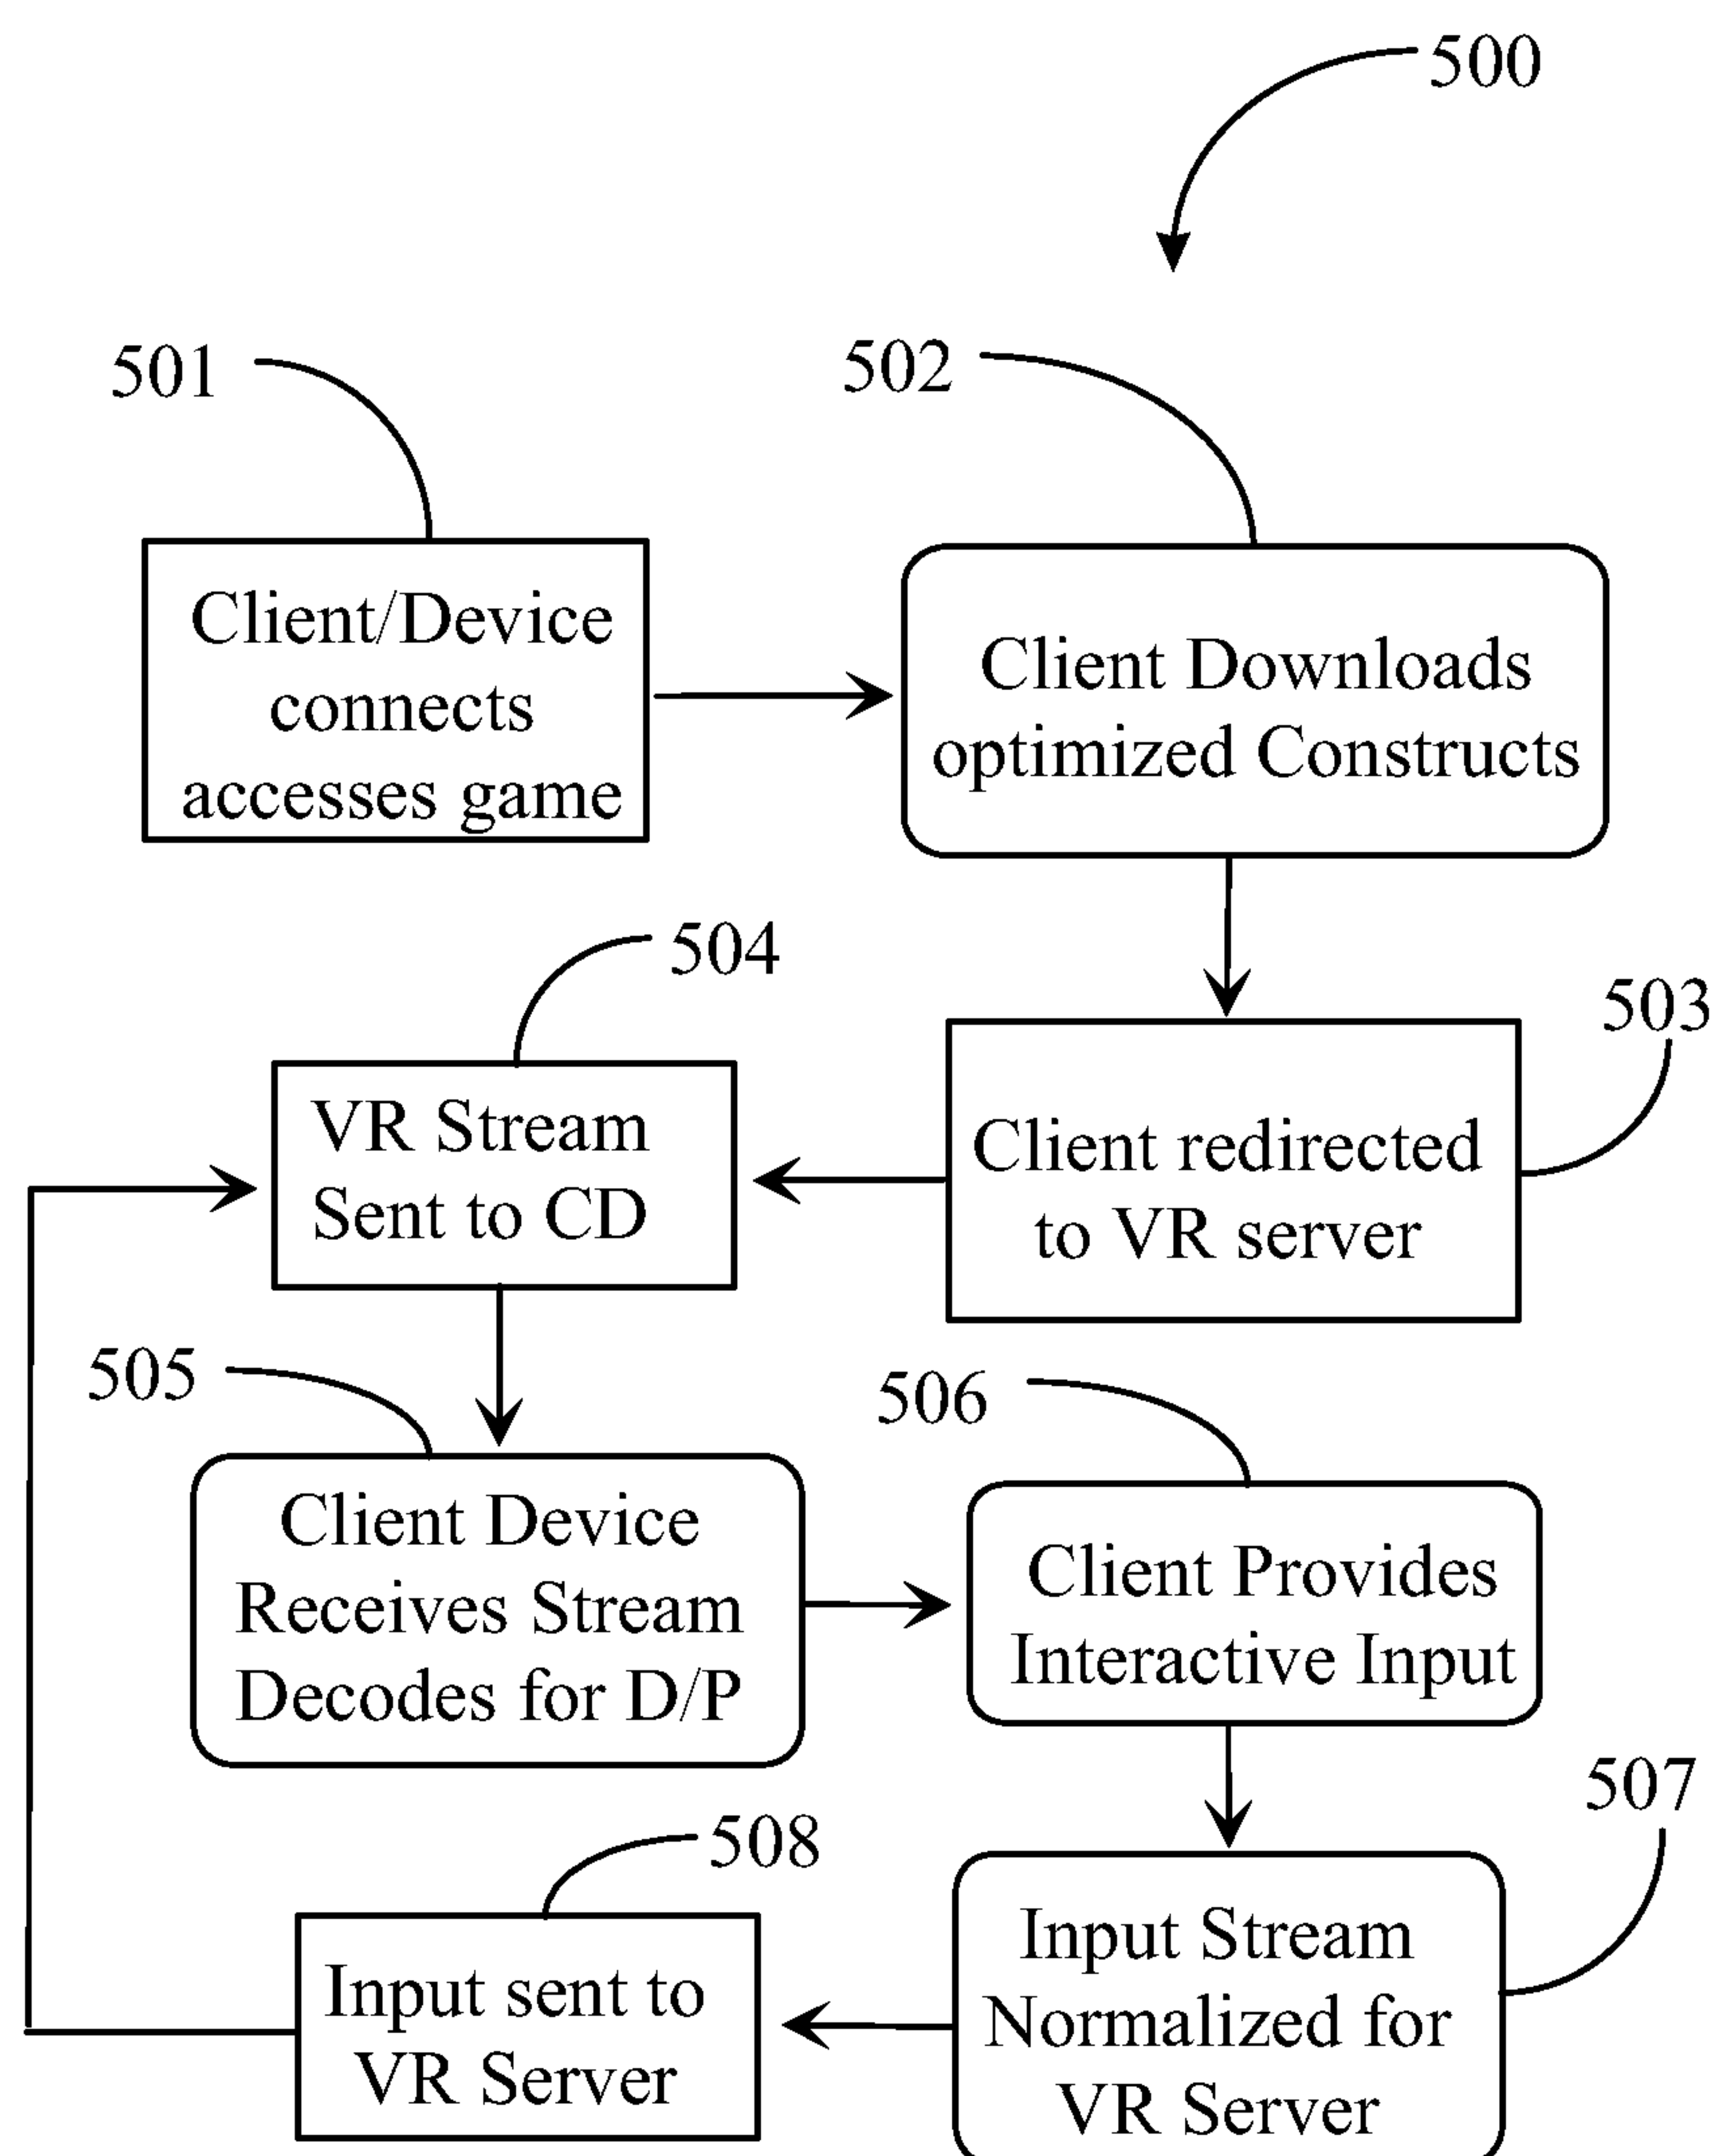 500
501
502
Client/Device
connects
accesses game
Client Downloads
optimized Constructs
504
503
VR Stream
Sent to CD
Client redirected
to VR server
505
506
Client Device
Receives Stream
Decodes for D/P
Client Provides
Interactive Input
507
508
Input sent to
VR Server
Input Stream
Normalized for
VR Server